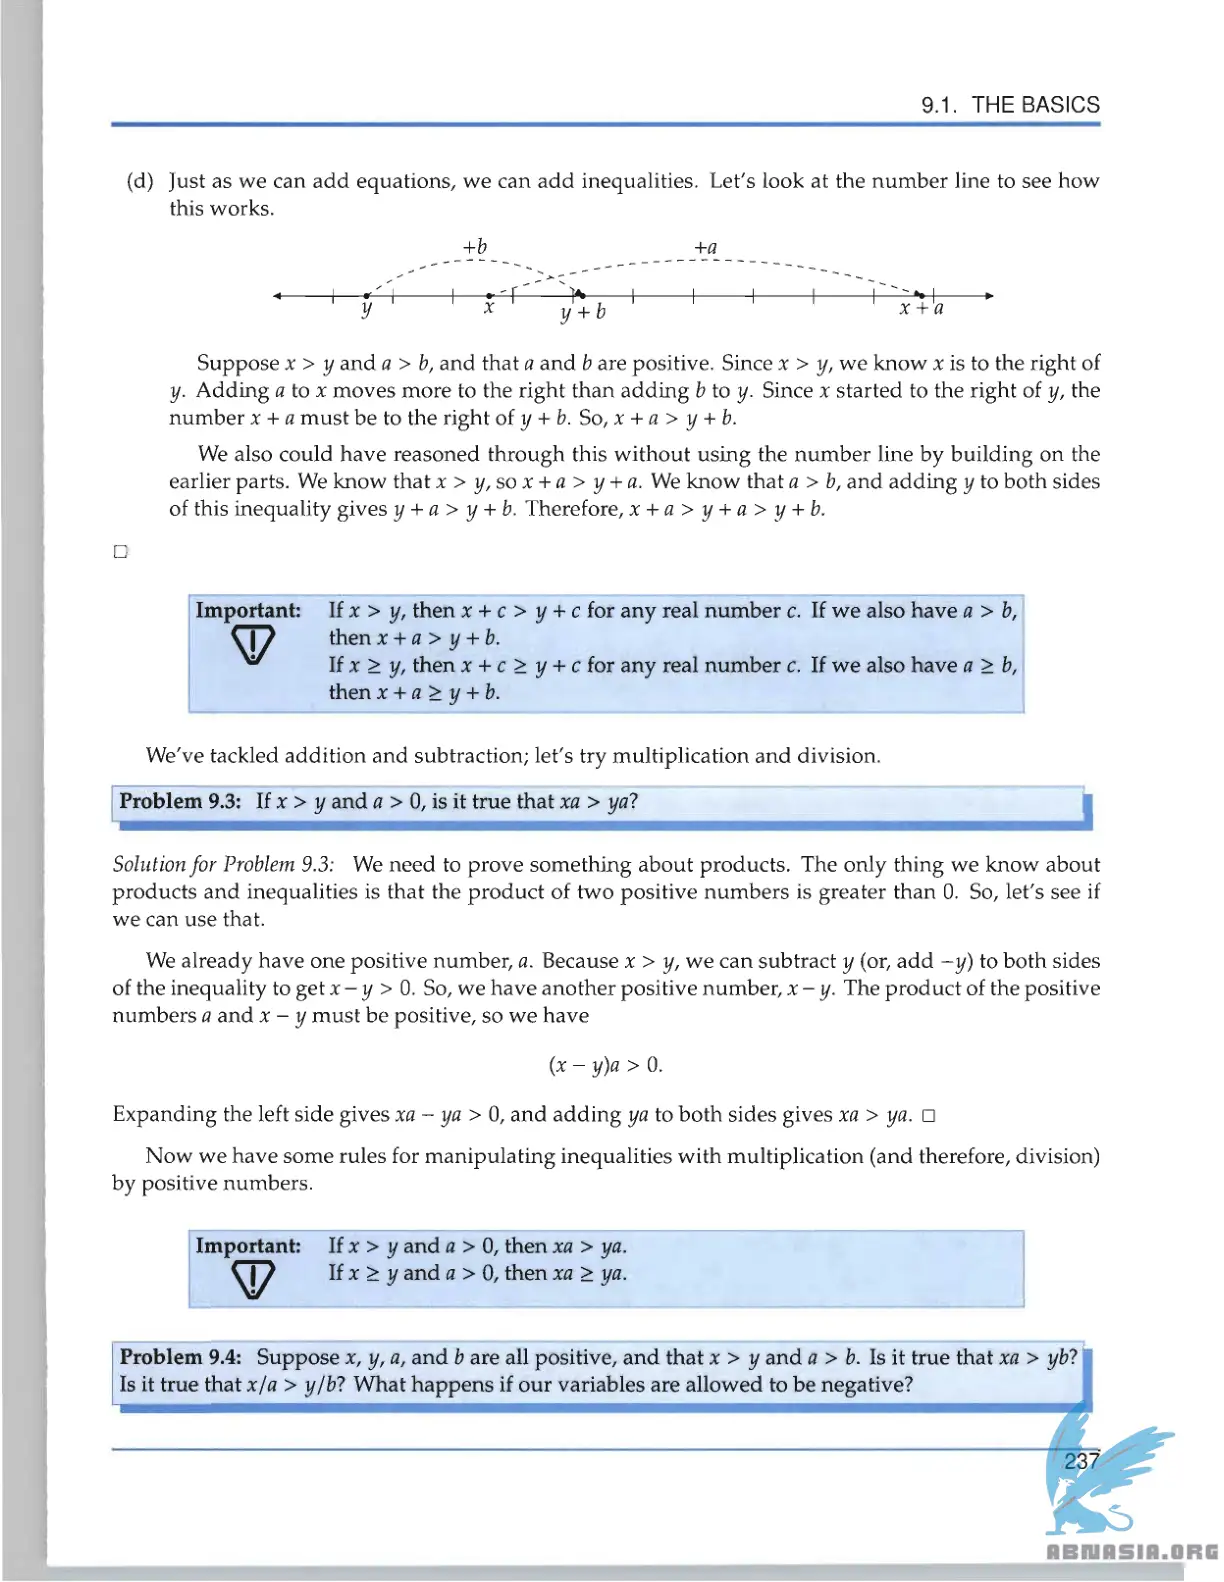 9.1. THE BASICS
(d) Just as we can add equations, we can add inequalities. Let's look at the number line to see how
this works.
+b +a
y x y + b x + a
Suppose x > y and a > b, and that a and b are positive. Since x > y, we know x is to the right of
y. Adding a to x moves more to the right than adding b to y. Since x started to the right of y, the
number x + a must be to the right of y + b. So, x + a > y + b.
We also could have reasoned through this without using the number line by building on the
earlier parts. We know that x > y, so x + a > y + a. We know that a > b, and adding y to both sides
of this inequality gives y + a > y + b. Therefore, x + a > y + a > y + b.
□
Important: If x > y, then x + c > y + c for any real number c. If we also have a > b,
then x + a > y + b.
If x ≥ y, then x + c ≥ y + c for any real number c. If we also have a ≥ b,
then x + a ≥ y + b.
We've tackled addition and subtraction; let's try multiplication and division.
Problem 9.3: If x > y and a > 0, is it true that xa > ya?
Solution for Problem 9.3: We need to prove something about products. The only thing we know about
products and inequalities is that the product of two positive numbers is greater than 0. So, let's see if
we can use that.
We already have one positive number, a. Because x > y, we can subtract y (or, add −y) to both sides
of the inequality to get x − y > 0. So, we have another positive number, x − y. The product of the positive
numbers a and x − y must be positive, so we have
(x − y)a > 0.
Expanding the left side gives xa − ya > 0, and adding ya to both sides gives xa > ya. □
Now we have some rules for manipulating inequalities with multiplication (and therefore, division)
by positive numbers.
Important: If x > y and a > 0, then xa > ya.
If x ≥ y and a > 0, then xa ≥ ya.
Problem 9.4: Suppose x, y, a, and b are all positive, and that x > y and a > b. Is it true that xa > yb?
Is it true that x/a > y/b? What happens if our variables are allowed to be negative?
237
ABNASIA.ORG